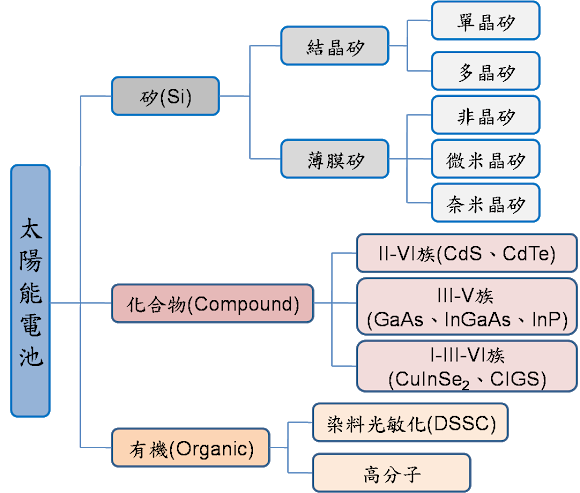 太陽能電池
矽(Si)
結晶矽
單晶矽
多晶矽
薄膜矽
非晶矽
微米晶矽
奈米晶矽
化合物(Compound)
II-VI族(CdS、CdTe)
III-V族
(GaAs、InGaAs、InP)
I-III-VI族
(CuInSe₂、CIGS)
有機(Organic)
染料光敏化(DSSC)
高分子